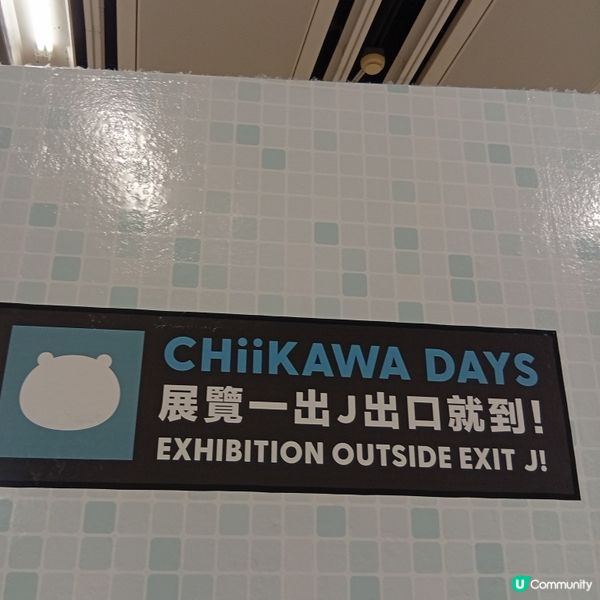 CHiiKAWA DAYS
展覽一出J出口就到!
EXHIBITION OUTSIDE EXIT J!
U Community